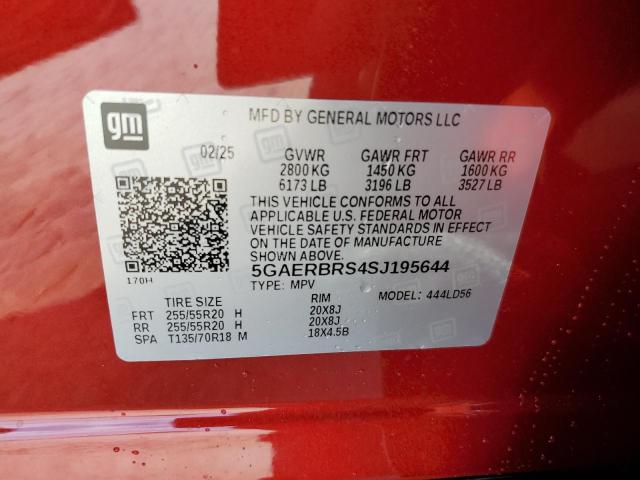 gm
MFD BY GENERAL MOTORS LLC
02/25 GVWR GAWR FRT GAWR RR
2800 KG 1450 KG 1600 KG
6173 LB 3196 LB 3527 LB
THIS VEHICLE CONFORMS TO ALL
APPLICABLE U.S. FEDERAL MOTOR
VEHICLE SAFETY STANDARDS IN EFFECT
ON THE DATE OF MANUFACTURE
SHOWN ABOVE.
5GAERBRS4SJ195644
170H TYPE: MPV MODEL: 444LD56
TIRE SIZE RIM
FRT 255/55R20 H 20X8J
RR 255/55R20 H 20X8J
SPA T135/70R18 M 18X4.5B